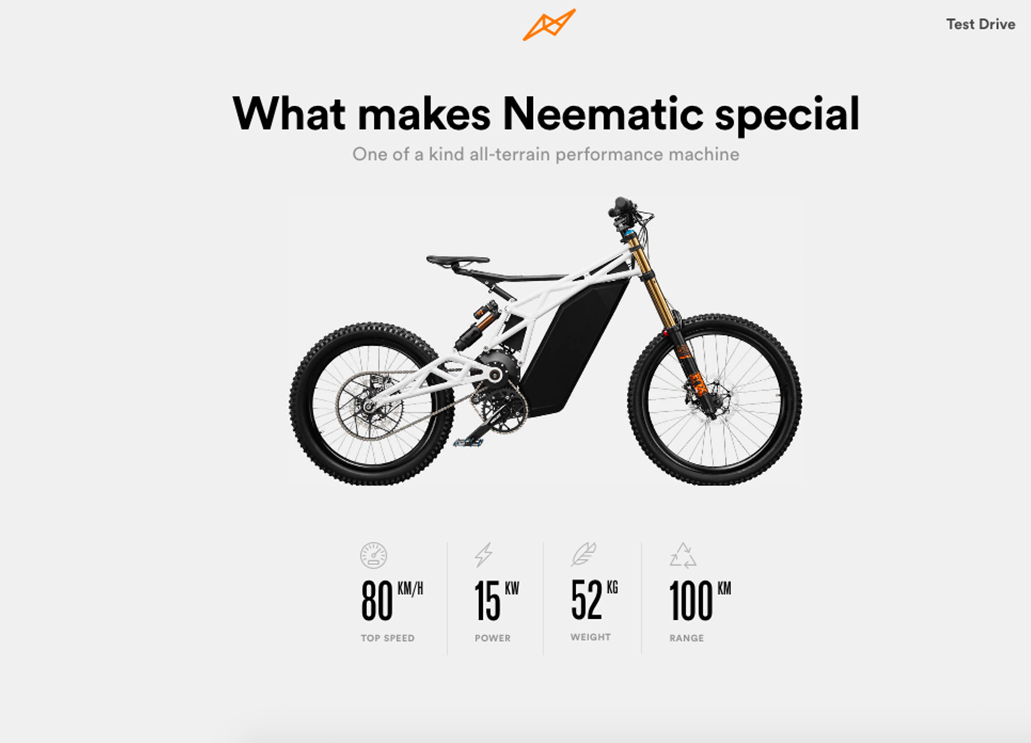 Test Drive
What makes Neematic special
One of a kind all-terrain performance machine
80 KM/H
TOP SPEED
15 KW
POWER
52 KG
WEIGHT
100 KM
RANGE